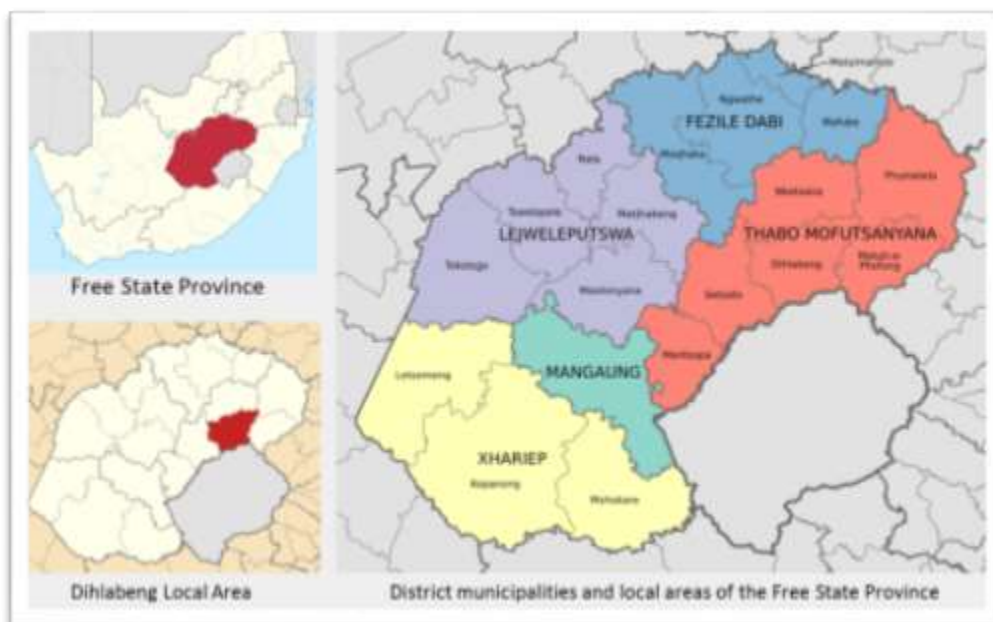 Free State Province
Dihlabeng Local Area
Metsimaholo
Ngwathe
FEZILE DABI
Mafube
Moqhaka
Nala
Phumelela
Nketoana
Tswelopele
Matjhabeng
LEJWELEPUTSWA
THABO MOFUTSANYANA
Tokologo
Dihlabeng
Maluti a
Phofung
Masilonyana
Setsoto
Mantsopa
Letsemeng
MANGAUNG
XHARIEP
Kopanong
Mohokare
District municipalities and local areas of the Free State Province